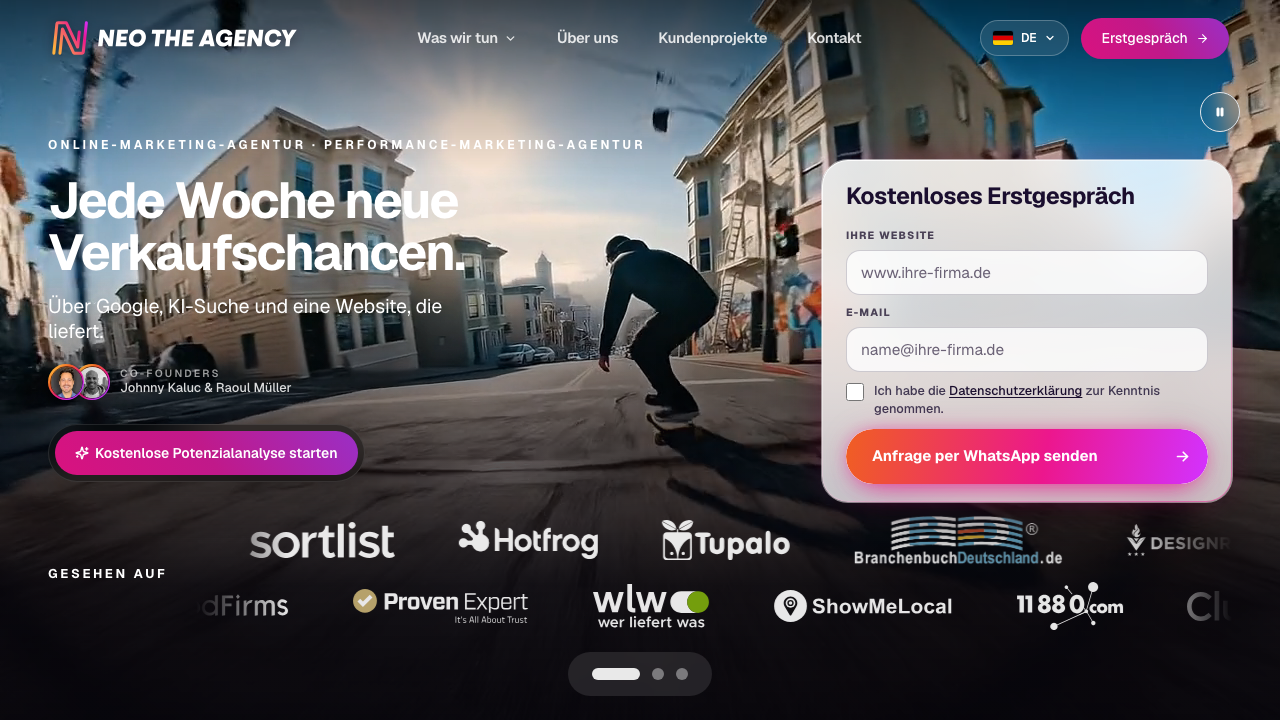 NEO THE AGENCY
Was wir tun
Über uns
Kundenprojekte
Kontakt
DE
Erstgespräch
ONLINE-MARKETING-AGENTUR · PERFORMANCE-MARKETING-AGENTUR
Jede Woche neue
Verkaufschancen.
Über Google, KI-Suche und eine Website, die
liefert.
CO-FOUNDERS
Johnny Kaluc & Raoul Müller
Kostenlose Potenzialanalyse starten
Kostenloses Erstgespräch
IHRE WEBSITE
www.ihre-firma.de
E-MAIL
name@ihre-firma.de
Ich habe die Datenschutzerklärung zur Kenntnis
genommen.
Anfrage per WhatsApp senden
GESEHEN AUF
sortlist
Hotfrog
Tupalo
BranchenbuchDeutschland.de ®
DESIGNR
dFirms
Proven Expert
It's All About Trust
wlw
wer liefert was
ShowMeLocal
11880.com
Clu